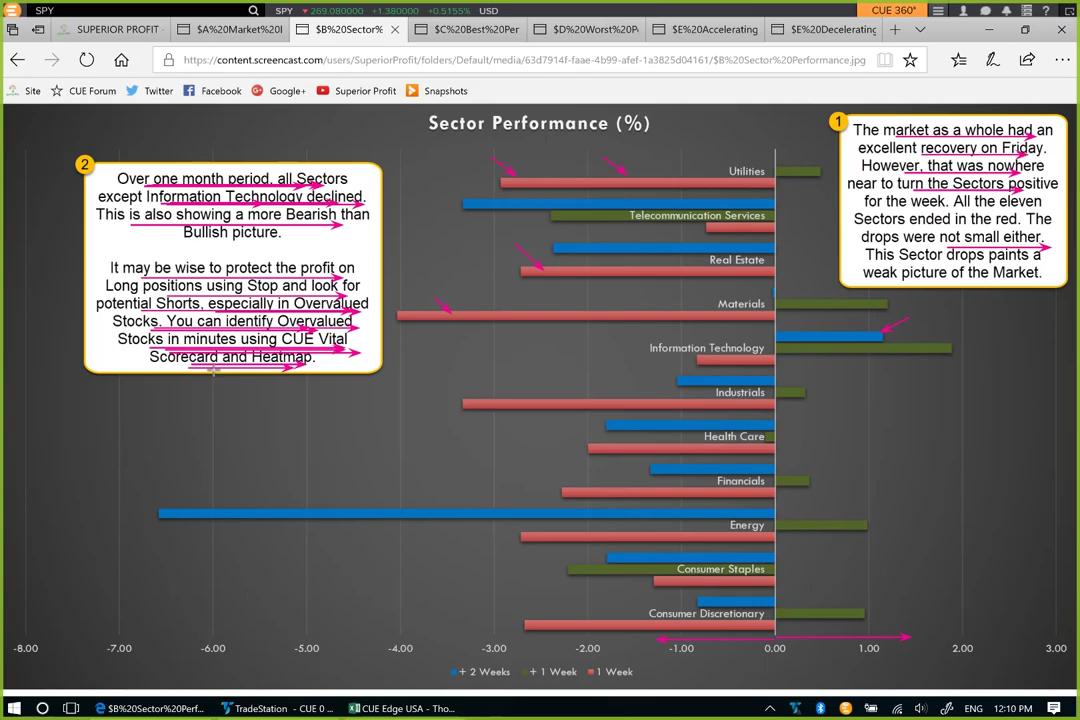 SPY
SPY 269.080000 +1.380000 +0.5155% USD
CUE 360°
SUPERIOR PROFIT
$A%20Market%20I
$B%20Sector%
$C%20Best%20Per
$D%20Worst%20P
$E%20Accelerating
$E%20Decelerating
https://content.screencast.com/users/SuperiorProfit/folders/Default/media/63d7914f-faae-4b99-afef-1a3825d04161/$B%20Sector%20Performance.jpg
Site
CUE Forum
Twitter
Facebook
Google+
Superior Profit
Snapshots
Sector Performance (%)
2
Over one month period, all Sectors
except Information Technology declined.
This is also showing a more Bearish than
Bullish picture.
It may be wise to protect the profit on
Long positions using Stop and look for
potential Shorts, especially in Overvalued
Stocks. You can identify Overvalued
Stocks in minutes using CUE Vital
Scorecard and Heatmap.
1
The market as a whole had an
excellent recovery on Friday.
However, that was nowhere
near to turn the Sectors positive
for the week. All the eleven
Sectors ended in the red. The
drops were not small either.
This Sector drops paints a
weak picture of the Market.
Utilities
Telecommunication Services
Real Estate
Materials
Information Technology
Industrials
Health Care
Financials
Energy
Consumer Staples
Consumer Discretionary
-8.00 -7.00 -6.00 -5.00 -4.00 -3.00 -2.00 -1.00 0.00 1.00 2.00 3.00
+ 2 Weeks + 1 Week 1 Week
$B%20Sector%20Perf...
TradeStation - CUE 0 ...
CUE Edge USA - Tho...
ENG
12:10 PM